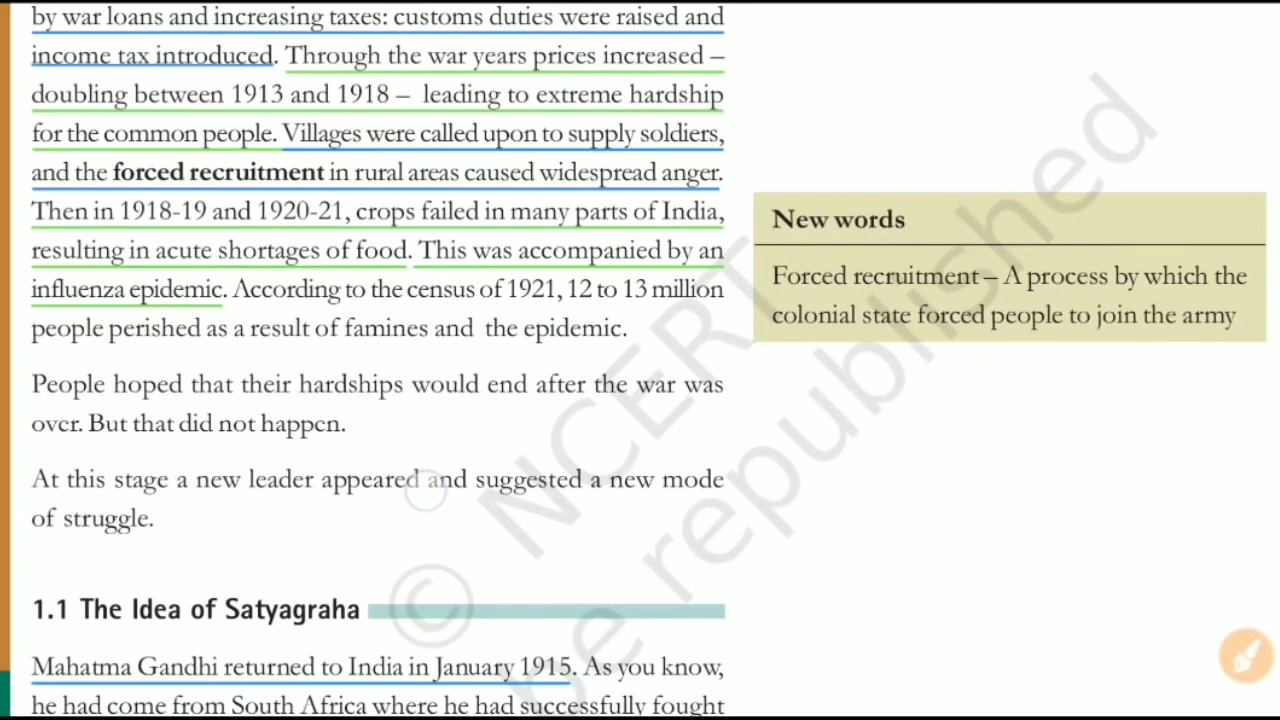 by war loans and increasing taxes: customs duties were raised and
income tax introduced. Through the war years prices increased –
doubling between 1913 and 1918 – leading to extreme hardship
for the common people. Villages were called upon to supply soldiers,
and the forced recruitment in rural areas caused widespread anger.
Then in 1918-19 and 1920-21, crops failed in many parts of India,
resulting in acute shortages of food. This was accompanied by an
influenza epidemic. According to the census of 1921, 12 to 13 million
people perished as a result of famines and the epidemic.
People hoped that their hardships would end after the war was
over. But that did not happen.
At this stage a new leader appeared and suggested a new mode
of struggle.
1.1 The Idea of Satyagraha
Mahatma Gandhi returned to India in January 1915. As you know,
he had come from South Africa where he had successfully fought
New words
Forced recruitment – A process by which the
colonial state forced people to join the army
© NCERT
be republished